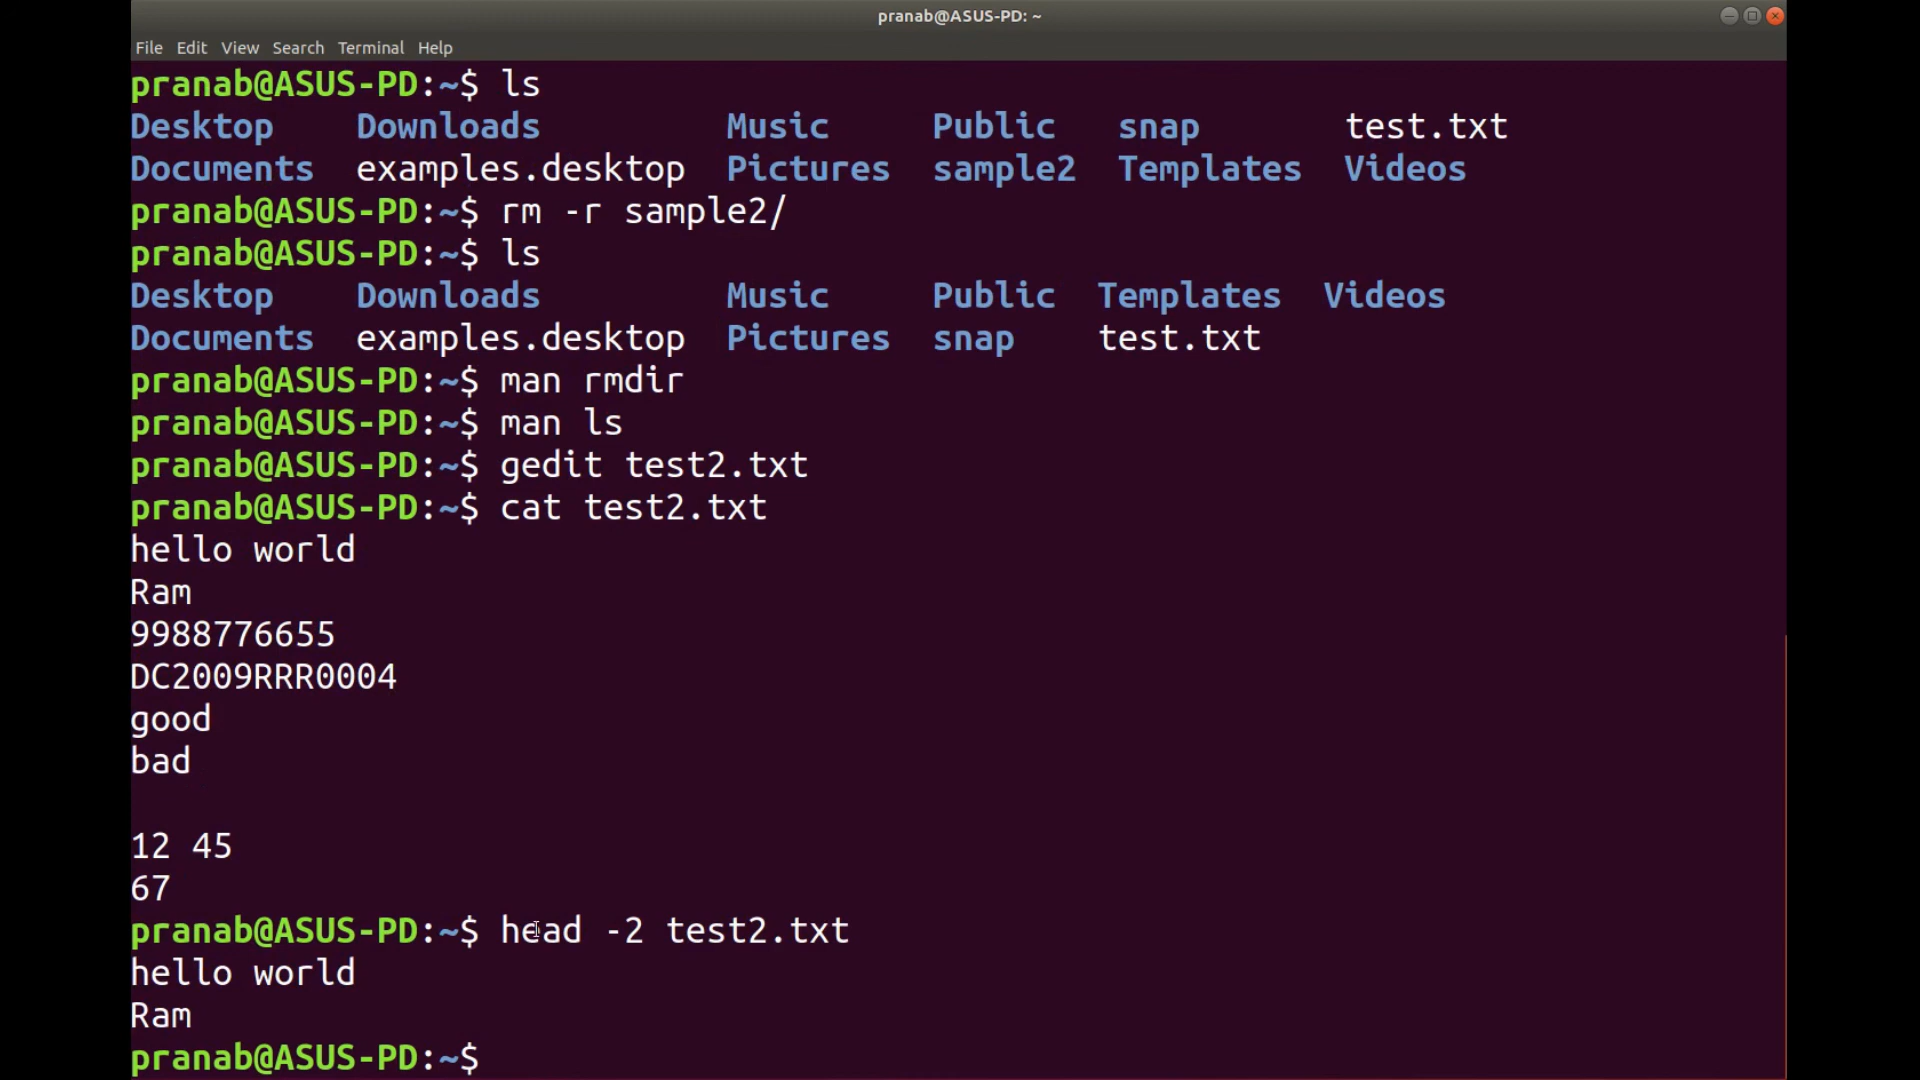 pranab@ASUS-PD: ~
File Edit View Search Terminal Help
pranab@ASUS-PD:~$ ls
Desktop Downloads Music Public snap test.txt
Documents examples.desktop Pictures sample2 Templates Videos
pranab@ASUS-PD:~$ rm -r sample2/
pranab@ASUS-PD:~$ ls
Desktop Downloads Music Public Templates Videos
Documents examples.desktop Pictures snap test.txt
pranab@ASUS-PD:~$ man rmdir
pranab@ASUS-PD:~$ man ls
pranab@ASUS-PD:~$ gedit test2.txt
pranab@ASUS-PD:~$ cat test2.txt
hello world
Ram
9988776655
DC2009RRR0004
good
bad
12 45
67
pranab@ASUS-PD:~$ head -2 test2.txt
hello world
Ram
pranab@ASUS-PD:~$